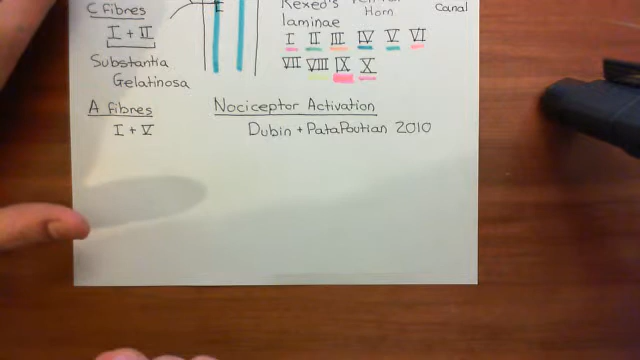 C Fibres
I + II
Substantia
Gelatinosa
A fibres
I + V
I
Rexed's
laminae
Horn
Canal
I II III IV V VI
VII VIII IX X
Nociceptor Activation
Dubin + Patapoutian 2010